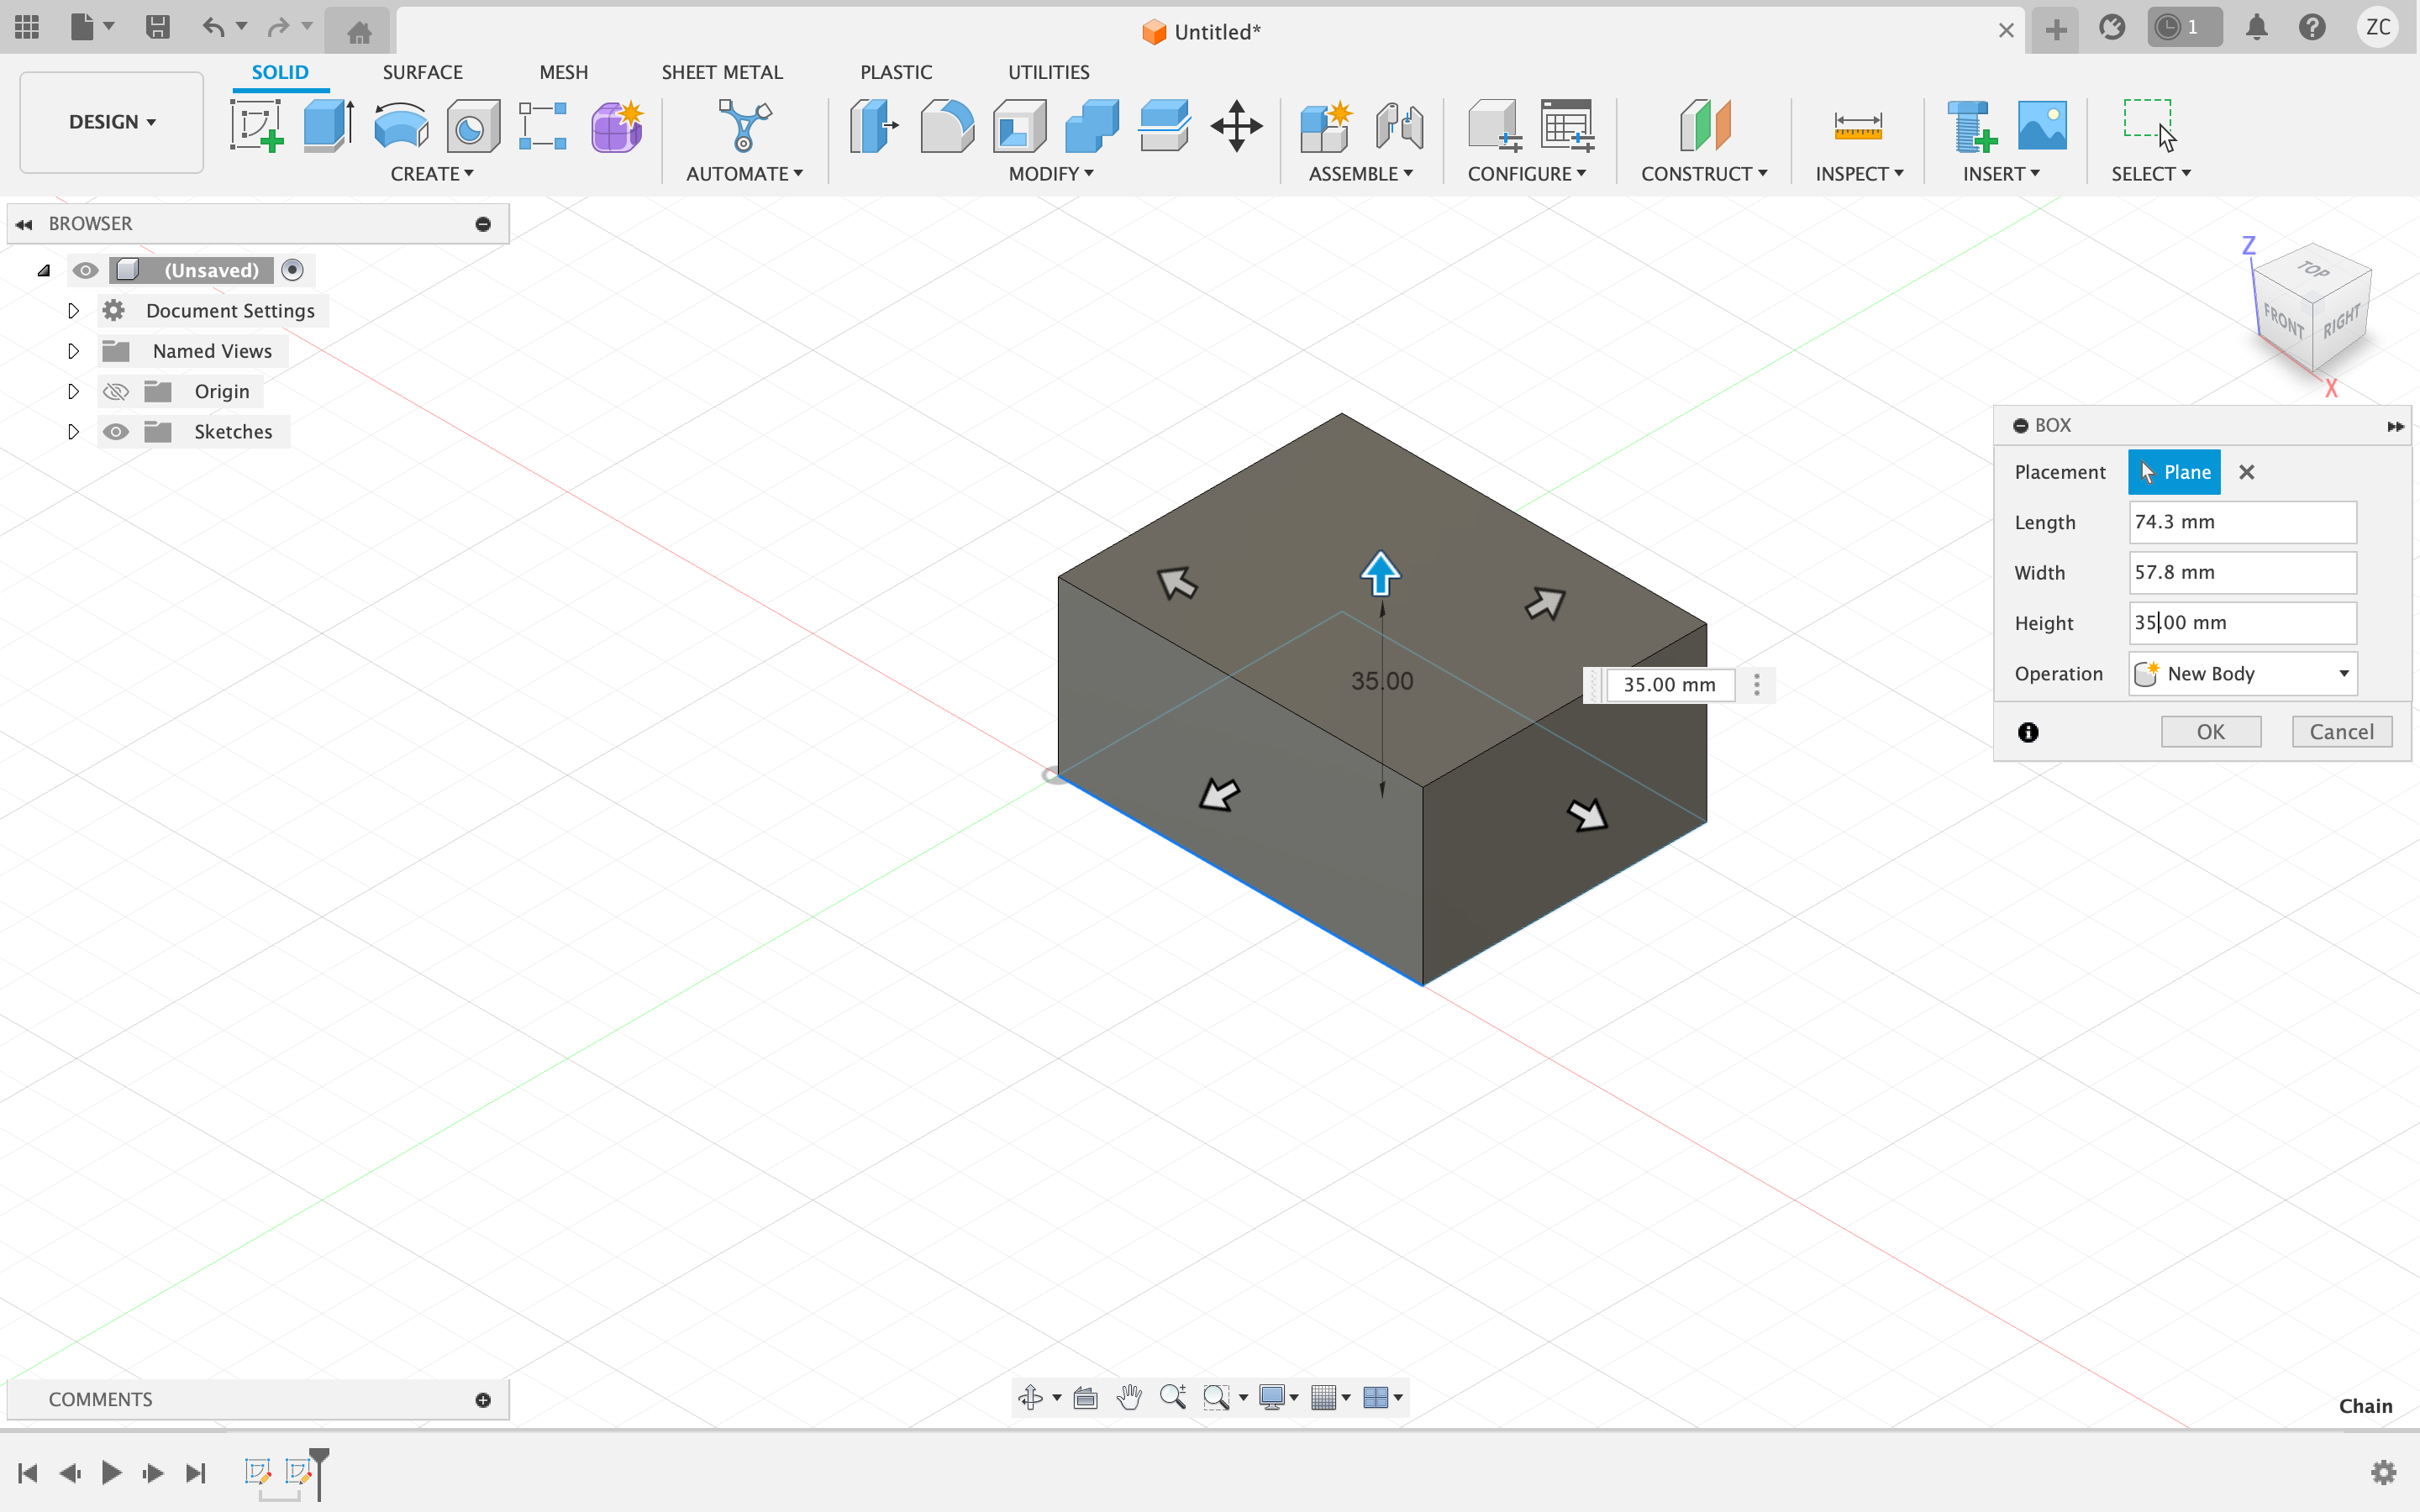 Untitled*
1
ZC
DESIGN
SOLID
SURFACE
MESH
SHEET METAL
PLASTIC
UTILITIES
CREATE
AUTOMATE
MODIFY
ASSEMBLE
CONFIGURE
CONSTRUCT
INSPECT
INSERT
SELECT
BROWSER
(Unsaved)
Document Settings
Named Views
Origin
Sketches
Z
TOP
FRONT
RIGHT
X
BOX
Placement Plane
Length 74.3 mm
Width 57.8 mm
Height 35.00 mm
Operation New Body
OK Cancel
35.00
35.00 mm
COMMENTS
Chain